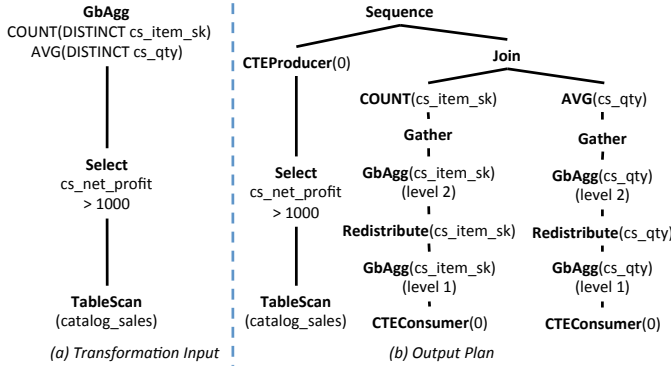 GbAgg
COUNT(DISTINCT cs_item_sk)
AVG(DISTINCT cs_qty)
Select
cs_net_profit
> 1000
TableScan
(catalog_sales)
(a) Transformation Input
Sequence
CTEProducer(0)
Join
Select
cs_net_profit
> 1000
TableScan
(catalog_sales)
COUNT(cs_item_sk)
Gather
GbAgg(cs_item_sk)
(level 2)
Redistribute(cs_item_sk)
GbAgg(cs_item_sk)
(level 1)
CTEConsumer(0)
AVG(cs_qty)
Gather
GbAgg(cs_qty)
(level 2)
Redistribute(cs_qty)
GbAgg(cs_qty)
(level 1)
CTEConsumer(0)
(b) Output Plan